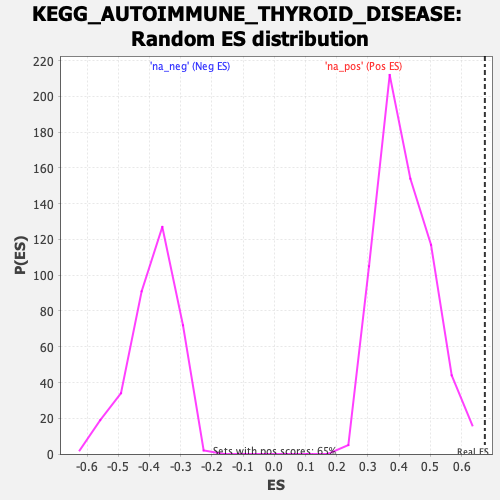 KEGG_AUTOIMMUNE_THYROID_DISEASE:
Random ES distribution
'na_neg' (Neg ES)
'na_pos' (Pos ES)
220
200
180
160
140
120
100
80
60
40
20
0
P(ES)
Sets with pos scores: 65%
Real ES
-0.6 -0.5 -0.4 -0.3 -0.2 -0.1 0.0 0.1 0.2 0.3 0.4 0.5 0.6
ES